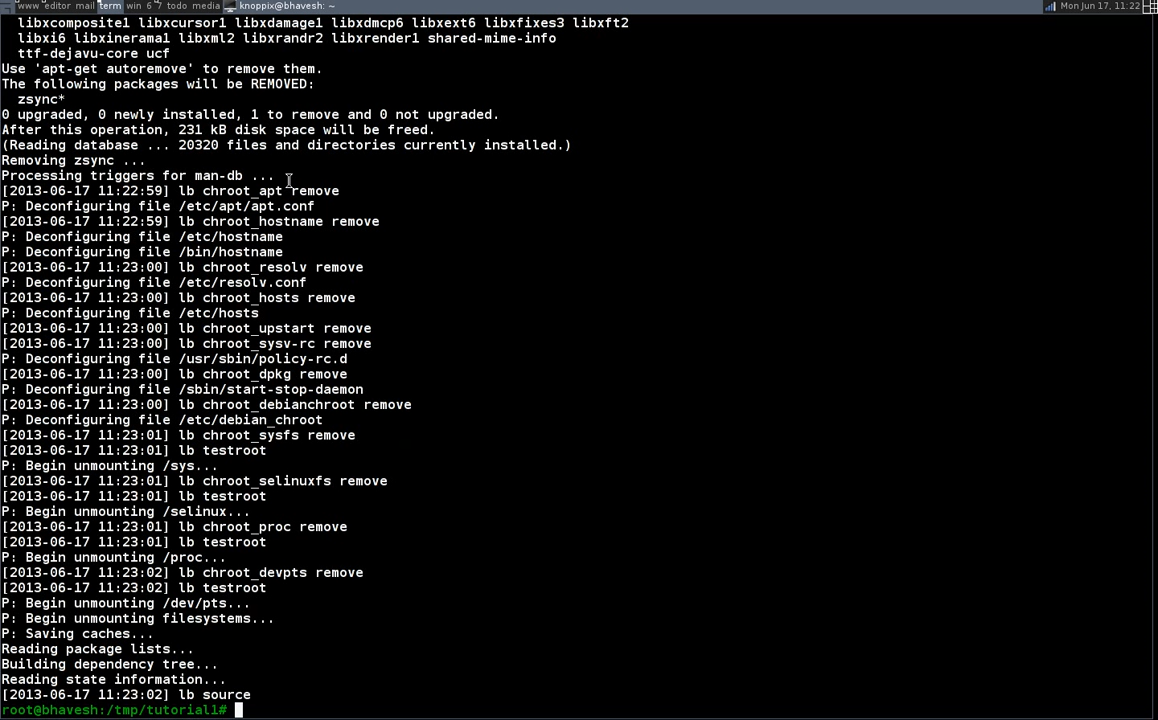 www editor mail term win 6 7 todo media knoppix@bhavesh: ~ Mon Jun 17, 11:22
libxcomposite1 libxcursor1 libxdamage1 libxdmcp6 libxext6 libxfixes3 libxft2
libxi6 libxinerama1 libxml2 libxrandr2 libxrender1 shared-mime-info
ttf-dejavu-core ucf
Use 'apt-get autoremove' to remove them.
The following packages will be REMOVED:
zsync*
0 upgraded, 0 newly installed, 1 to remove and 0 not upgraded.
After this operation, 231 kB disk space will be freed.
(Reading database ... 20320 files and directories currently installed.)
Removing zsync ...
Processing triggers for man-db ...
[2013-06-17 11:22:59] lb chroot_apt remove
P: Deconfiguring file /etc/apt/apt.conf
[2013-06-17 11:22:59] lb chroot_hostname remove
P: Deconfiguring file /etc/hostname
P: Deconfiguring file /bin/hostname
[2013-06-17 11:23:00] lb chroot_resolv remove
P: Deconfiguring file /etc/resolv.conf
[2013-06-17 11:23:00] lb chroot_hosts remove
P: Deconfiguring file /etc/hosts
[2013-06-17 11:23:00] lb chroot_upstart remove
[2013-06-17 11:23:00] lb chroot_sysv-rc remove
P: Deconfiguring file /usr/sbin/policy-rc.d
[2013-06-17 11:23:00] lb chroot_dpkg remove
P: Deconfiguring file /sbin/start-stop-daemon
[2013-06-17 11:23:00] lb chroot_debianchroot remove
P: Deconfiguring file /etc/debian_chroot
[2013-06-17 11:23:01] lb chroot_sysfs remove
[2013-06-17 11:23:01] lb testroot
P: Begin unmounting /sys...
[2013-06-17 11:23:01] lb chroot_selinuxfs remove
[2013-06-17 11:23:01] lb testroot
P: Begin unmounting /selinux...
[2013-06-17 11:23:01] lb chroot_proc remove
[2013-06-17 11:23:01] lb testroot
P: Begin unmounting /proc...
[2013-06-17 11:23:02] lb chroot_devpts remove
[2013-06-17 11:23:02] lb testroot
P: Begin unmounting /dev/pts...
P: Begin unmounting filesystems...
P: Saving caches...
Reading package lists...
Building dependency tree...
Reading state information...
[2013-06-17 11:23:02] lb source
root@bhavesh:/tmp/tutorial1#